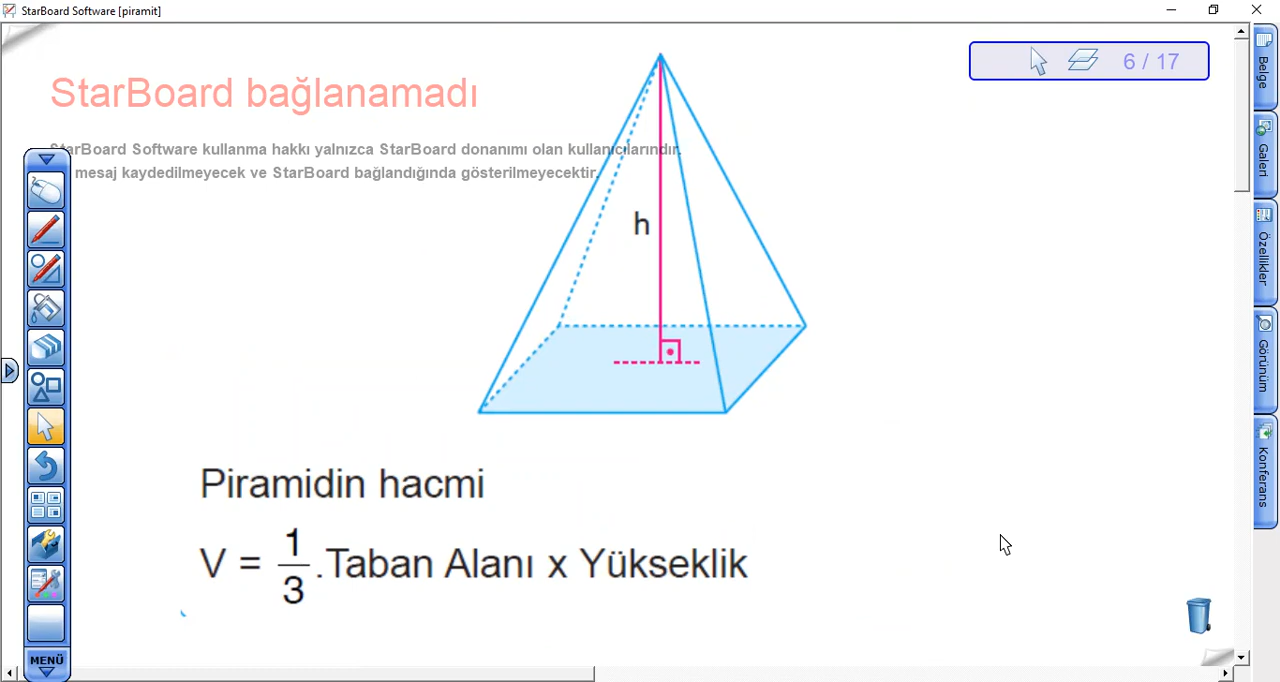 StarBoard Software [piramit]
StarBoard bağlanamadı
StarBoard Software kullanma hakkı yalnızca StarBoard donanımı olan kullanıcılarındır.
mesaj kaydedilmeyecek ve StarBoard bağlandığında gösterilmeyecektir.
6 / 17
h
Piramidin hacmi
V = 1/3 .Taban Alanı x Yükseklik
MENÜ
Belge
Galeri
Özellikler
Görünüm
Konferans